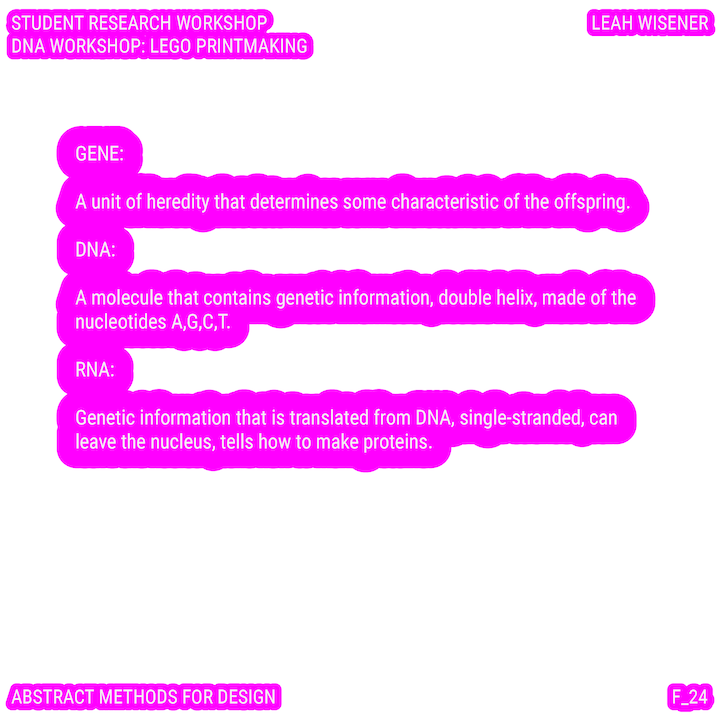 STUDENT RESEARCH WORKSHOP
DNA WORKSHOP: LEGO PRINTMAKING
LEAH WISENER
GENE:
A unit of heredity that determines some characteristic of the offspring.
DNA:
A molecule that contains genetic information, double helix, made of the
nucleotides A,G,C,T.
RNA:
Genetic information that is translated from DNA, single-stranded, can
leave the nucleus, tells how to make proteins.
ABSTRACT METHODS FOR DESIGN
F_24